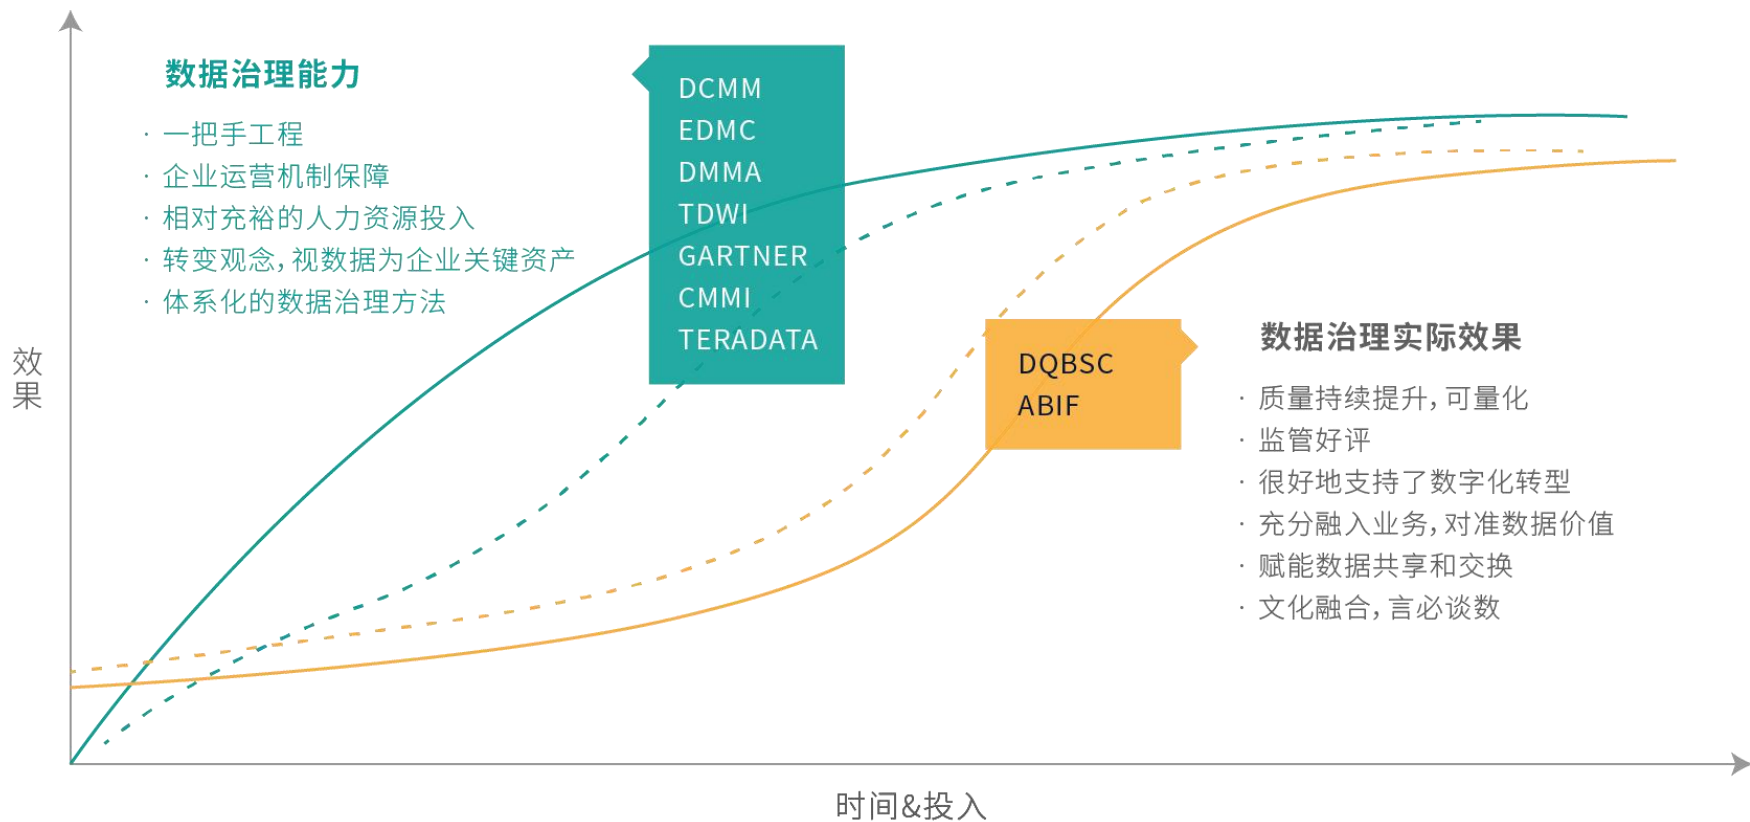 数据治理能力
· 一把手工程
· 企业运营机制保障
· 相对充裕的人力资源投入
· 转变观念，视数据为企业关键资产
· 体系化的数据治理方法
DCMM
EDMC
DMMA
TDWI
GARTNER
CMMI
TERADATA
效
果
DQBSC
ABIF
数据治理实际效果
· 质量持续提升，可量化
· 监管好评
· 很好地支持了数字化转型
· 充分融入业务，对准数据价值
· 赋能数据共享和交换
· 文化融合，言必谈数
时间&投入